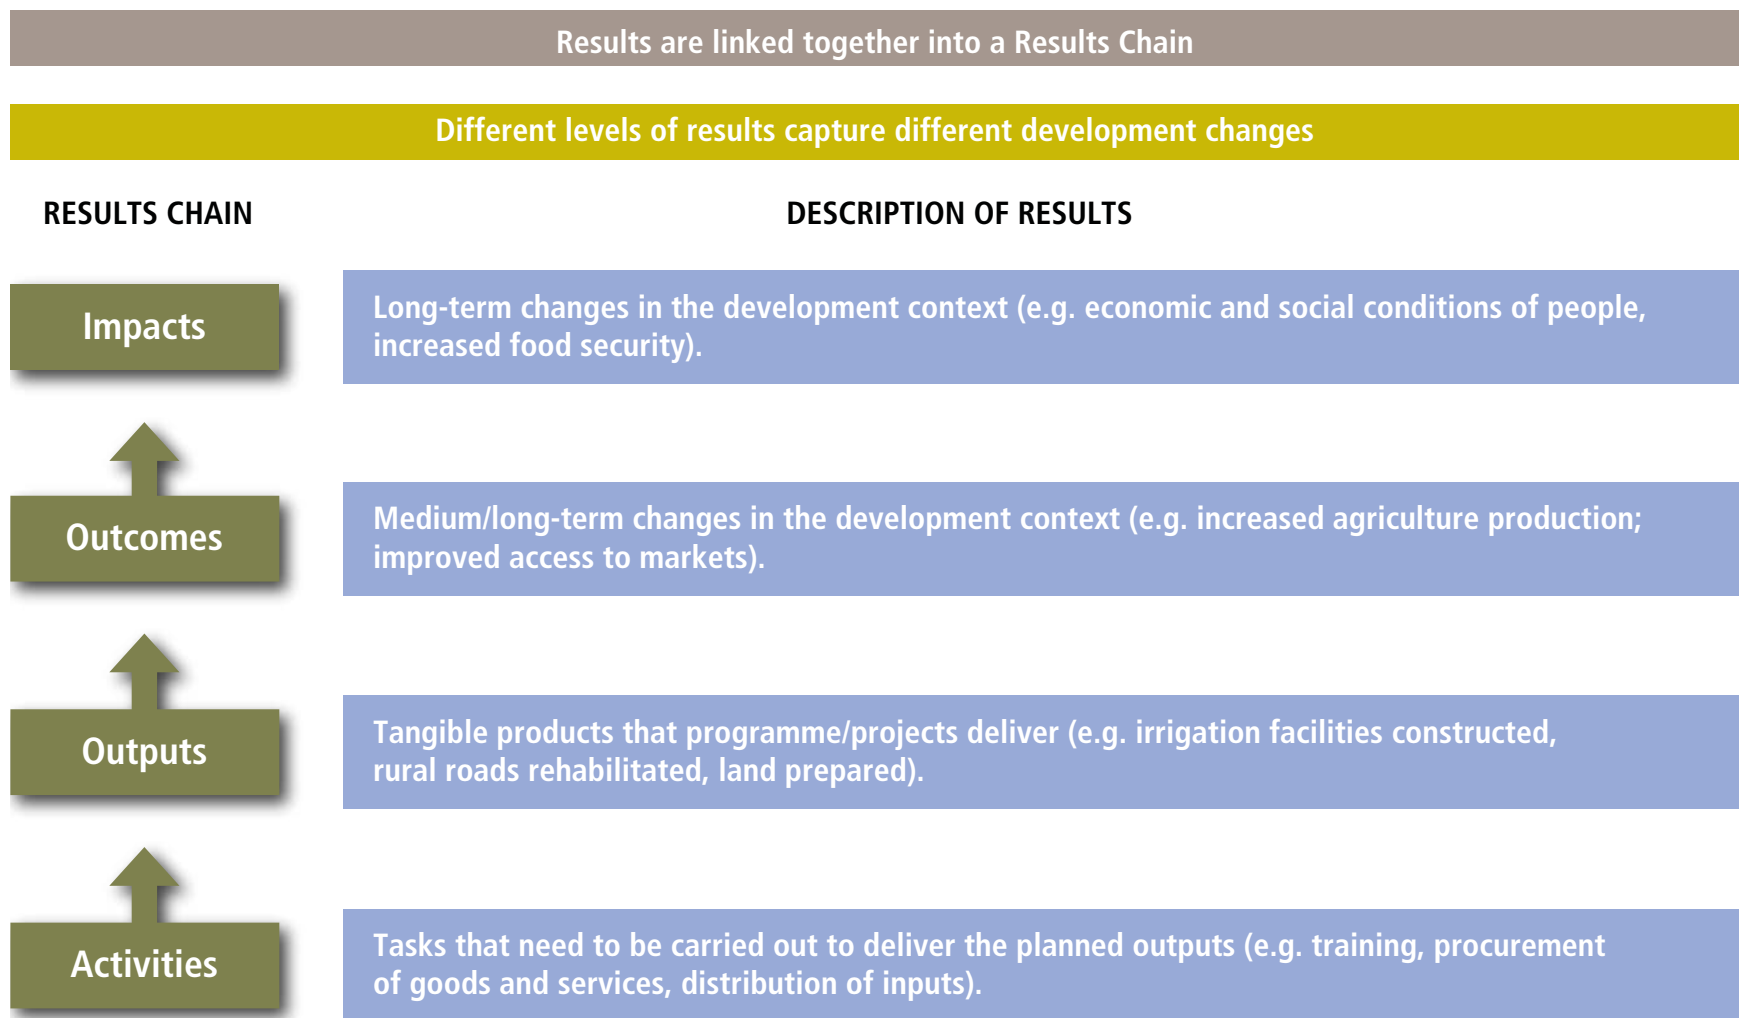 Results are linked together into a Results Chain
Different levels of results capture different development changes
RESULTS CHAIN
DESCRIPTION OF RESULTS
Impacts
Long-term changes in the development context (e.g. economic and social conditions of people,
increased food security).
Outcomes
Medium/long-term changes in the development context (e.g. increased agriculture production;
improved access to markets).
Outputs
Tangible products that programme/projects deliver (e.g. irrigation facilities constructed,
rural roads rehabilitated, land prepared).
Activities
Tasks that need to be carried out to deliver the planned outputs (e.g. training, procurement
of goods and services, distribution of inputs).